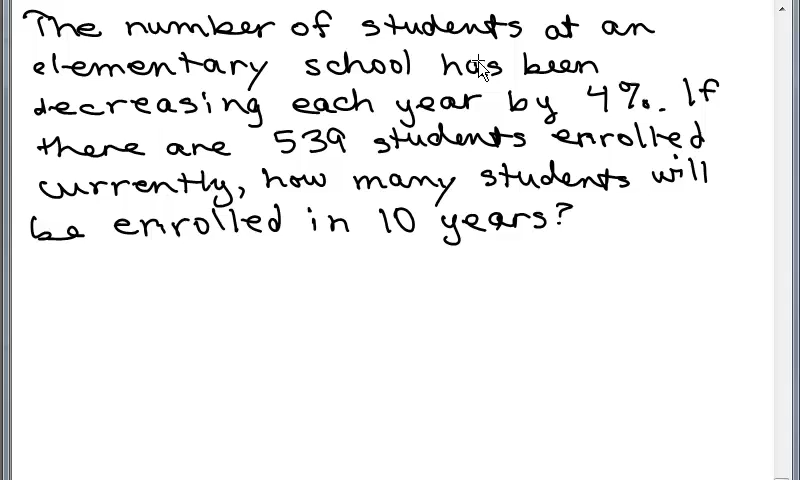 The number of students at an
elementary school has been
decreasing each year by 4%. If
there are 539 students enrolled
currently, how many students will
be enrolled in 10 years?